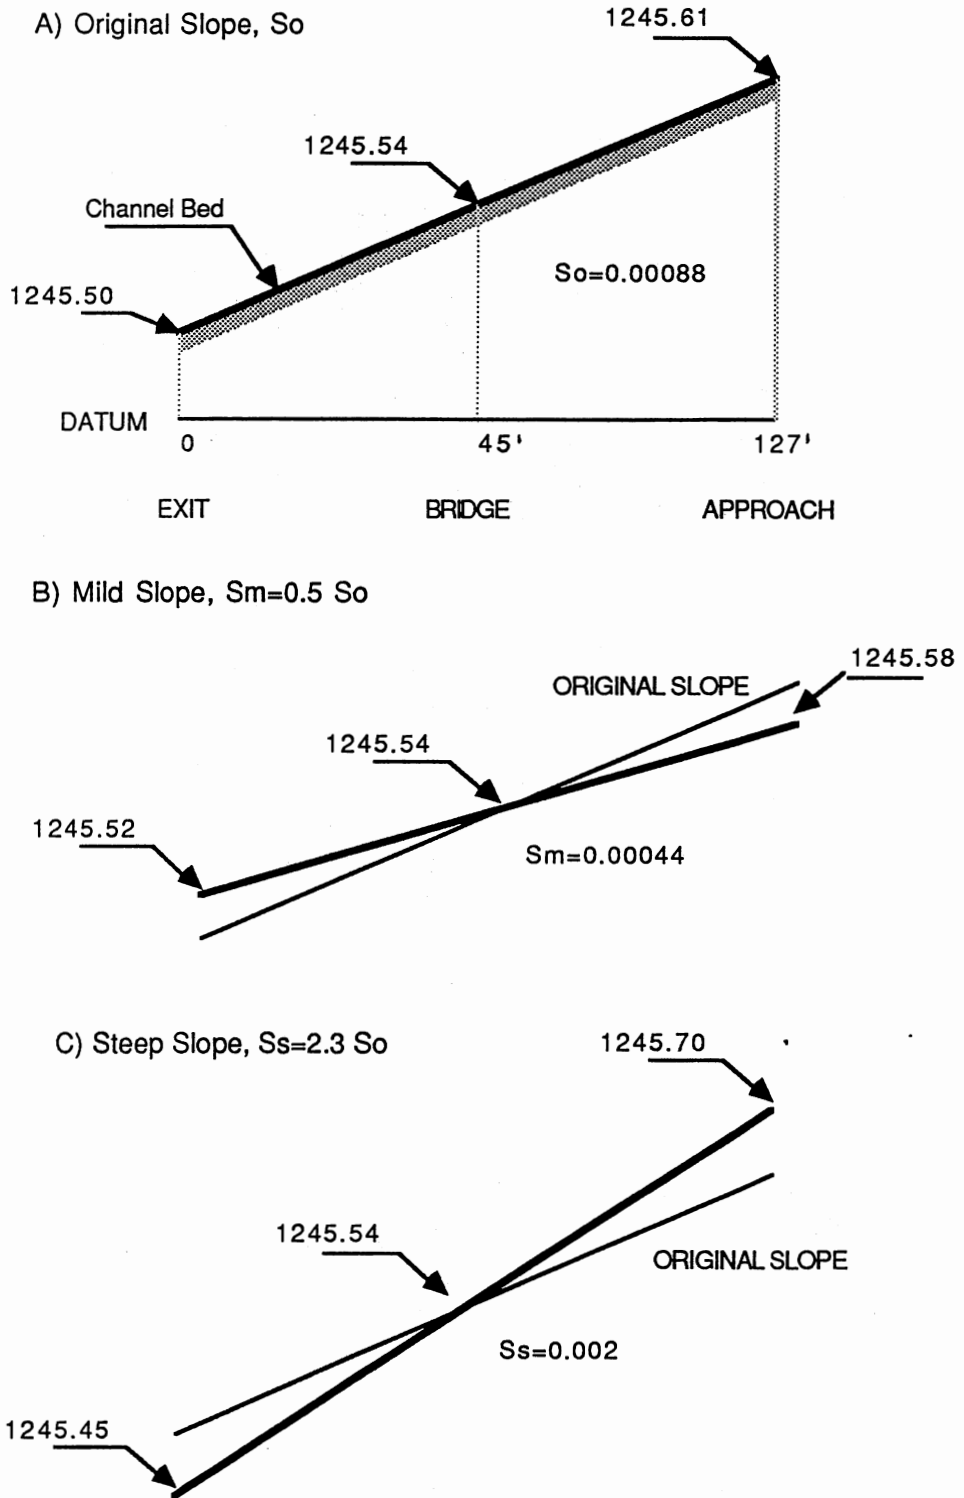 A) Original Slope, So
1245.61
1245.54
Channel Bed
So=0.00088
1245.50
DATUM
0 45' 127'
EXIT BRIDGE APPROACH
B) Mild Slope, Sm=0.5 So
1245.58
ORIGINAL SLOPE
1245.54
1245.52
Sm=0.00044
C) Steep Slope, Ss=2.3 So
1245.70
1245.54
ORIGINAL SLOPE
Ss=0.002
1245.45